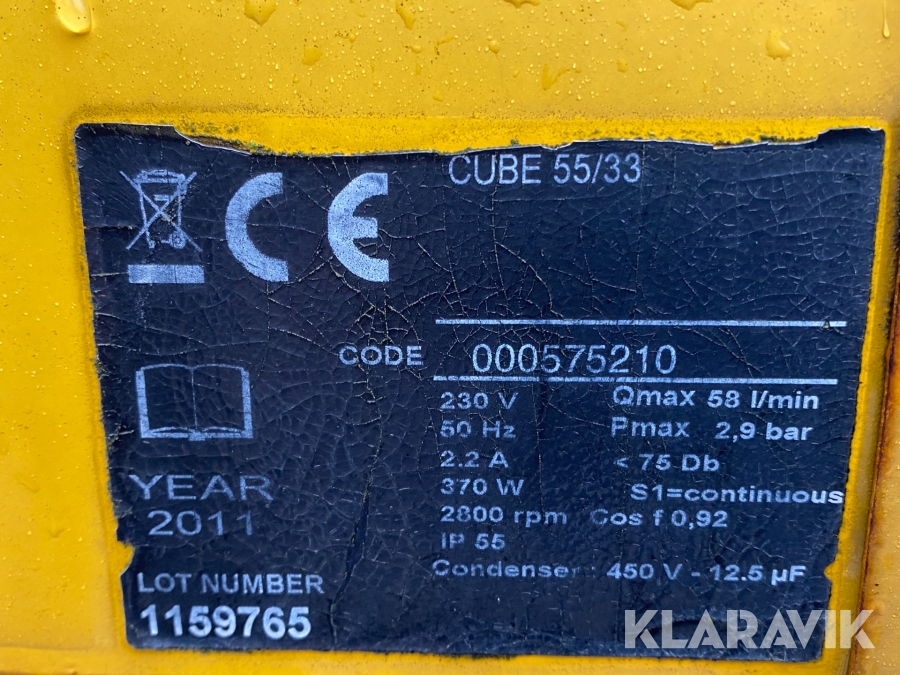 CUBE 55/33
CE
CODE 000575210
230 V Qmax 58 l/min
50 Hz Pmax 2,9 bar
2.2 A < 75 Db
370 W S1=continuous
2800 rpm Cos f 0,92
IP 55
Condenser : 450 V - 12.5 µF
YEAR
2011
LOT NUMBER
1159765
KLARAVIK